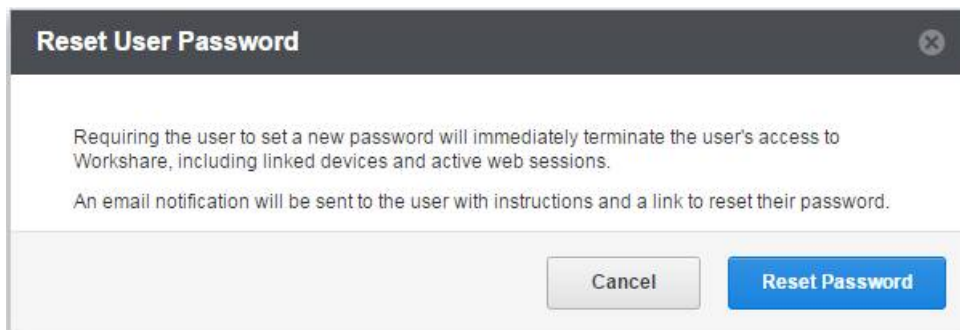 Reset User Password
Requiring the user to set a new password will immediately terminate the user's access to
Workshare, including linked devices and active web sessions.
An email notification will be sent to the user with instructions and a link to reset their password.
Cancel
Reset Password